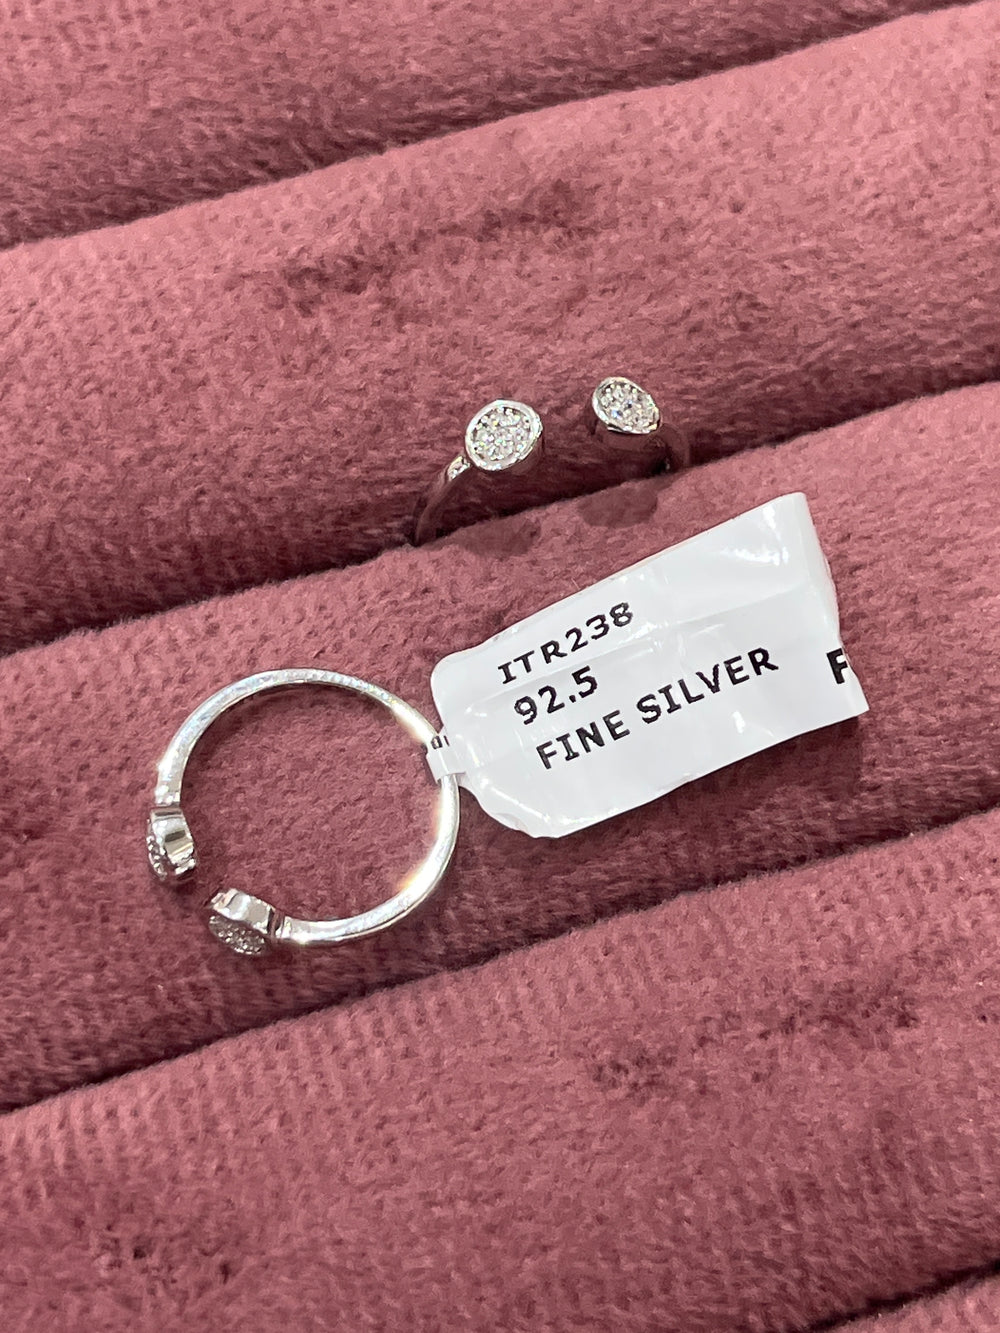 ITR238
92.5
FINE SILVER
F